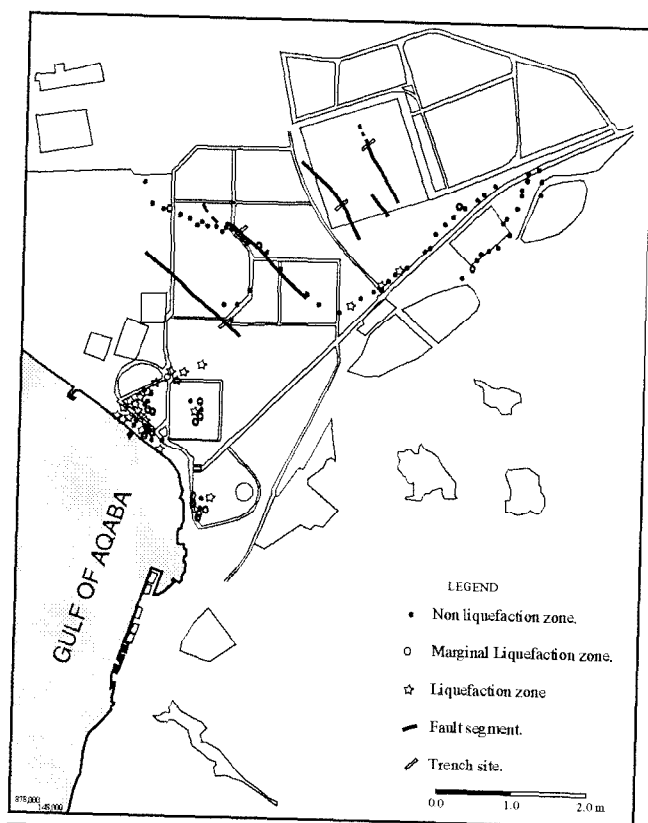 GULF OF AQABA
LEGEND
Non liquefaction zone.
Marginal Liquefaction zone.
Liquefaction zone
Fault segment.
Trench site.
0.0 1.0 2.0 m